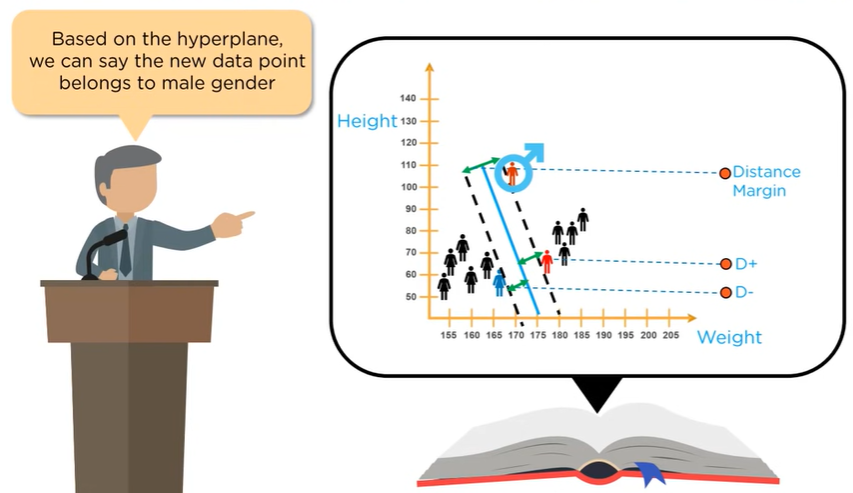 Based on the hyperplane,
we can say the new data point
belongs to male gender
Height
140
130
120
110
100
90
80
70
60
50
155 160 165 170 175 180 185 190 195 200 205
Weight
Distance
Margin
D+
D-